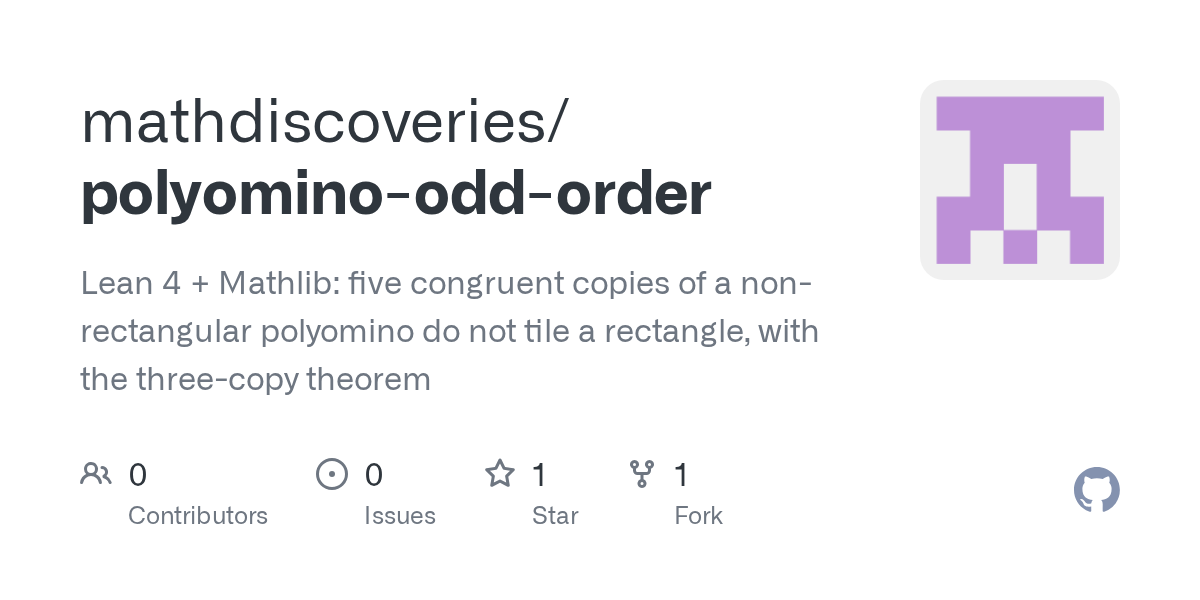 mathdiscoveries/
polyomino-odd-order
Lean 4 + Mathlib: five congruent copies of a non-
rectangular polyomino do not tile a rectangle, with
the three-copy theorem
0 0 1 1
Contributors Issues Star Fork